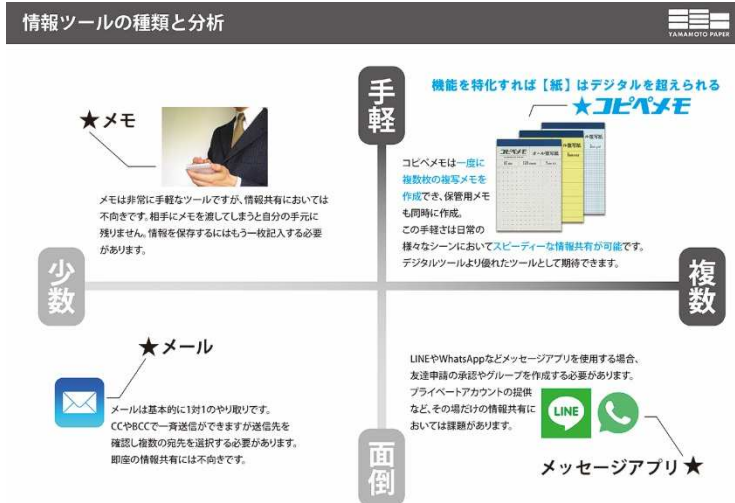 情報ツールの種類と分析
YAMAMOTO PAPER
手軽
機能を特化すれば【紙】はデジタルを超えられる
★コピペメモ
★メモ
メモは非常に手軽なツールですが、情報共有においては
不向きです。相手にメモを渡してしまうと自分の手元に
残りません。情報を保存するにはもう一枚記入する必要
があります。
コピペメモは一度に
複数枚の複写メモを
作成でき、保管用メモ
も同時に作成。
この手軽さは日常の
様々なシーンにおいてスピーディーな情報共有が可能です。
デジタルツールより優れたツールとして期待できます。
コピペメモ
少数
複数
★メール
メールは基本的に1対1のやり取りです。
CCやBCCで一斉送信ができますが送信先を
確認し複数の宛先を選択する必要があります。
即座の情報共有には不向きです。
LINEやWhatsAppなどメッセージアプリを使用する場合、
友達申請の承認やグループを作成する必要があります。
プライベートアカウントの提供
など、その場だけの情報共有に
おいては課題があります。
LINE
メッセージアプリ★
面倒